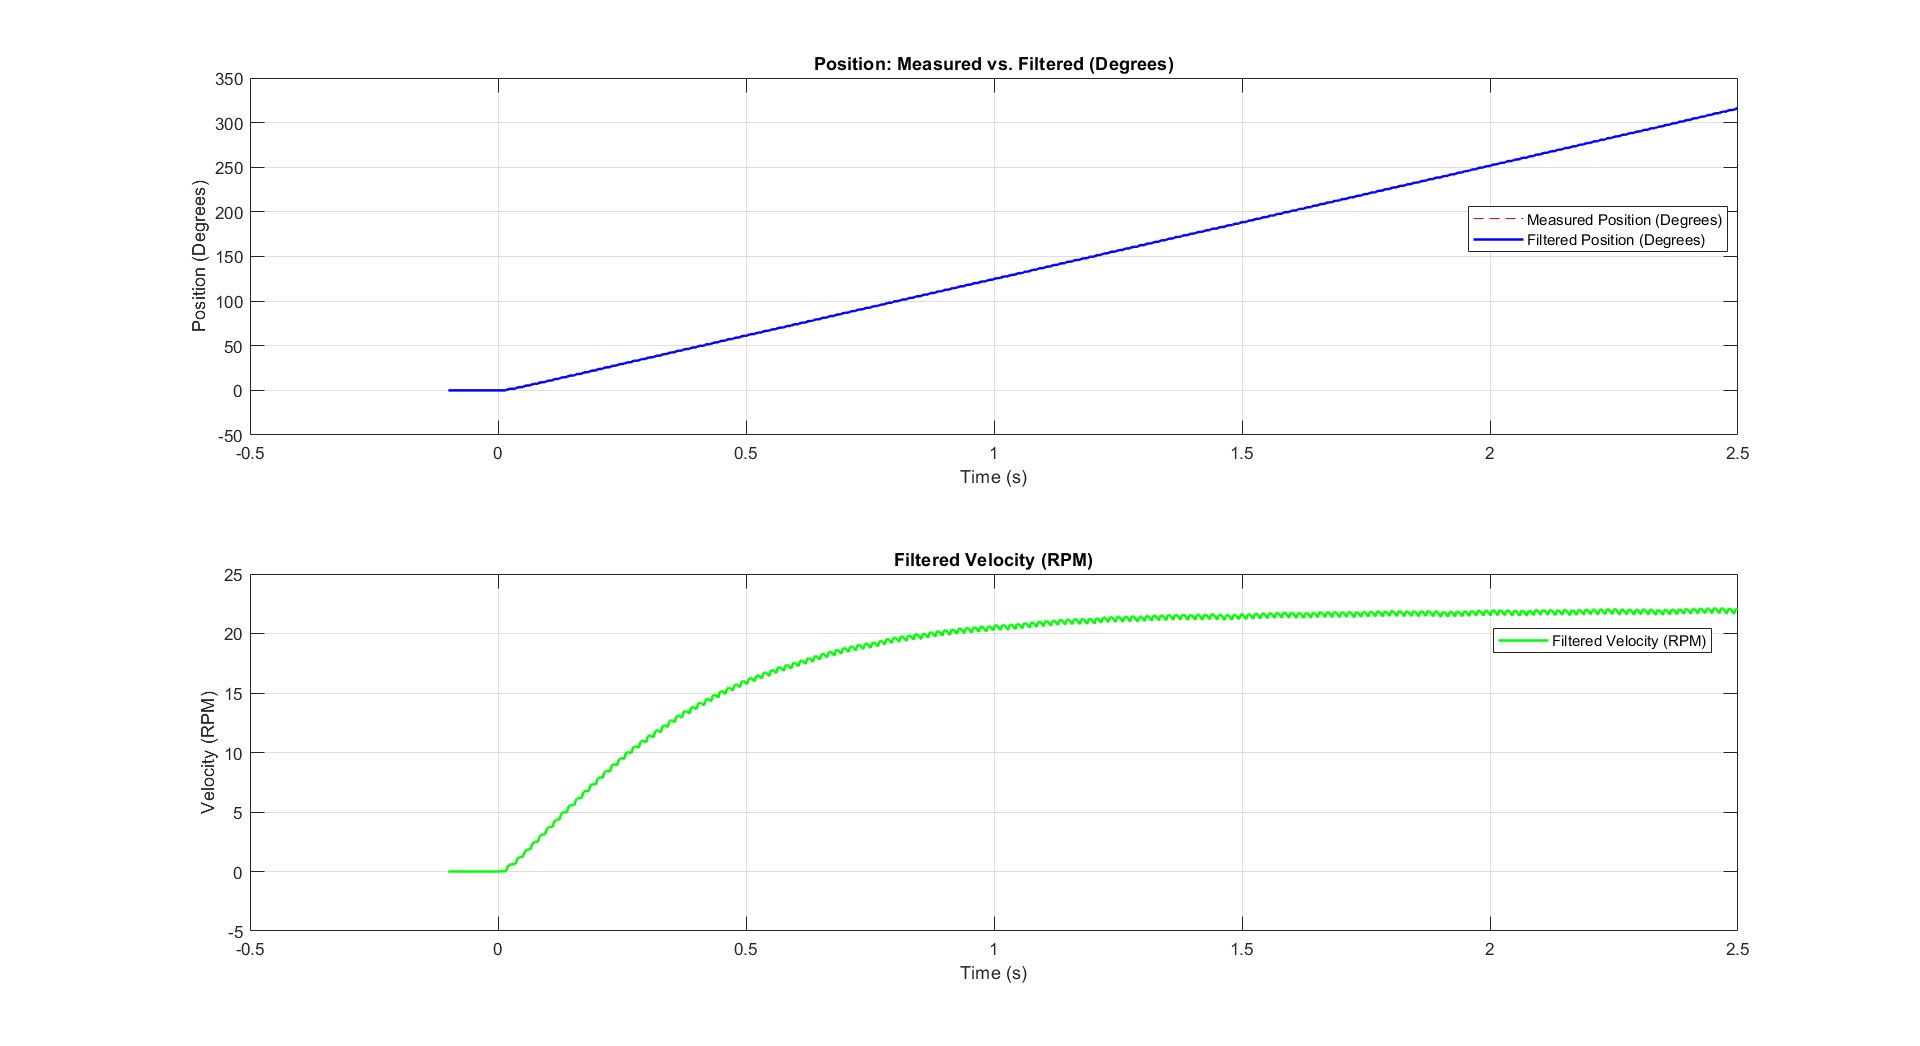 Position: Measured vs. Filtered (Degrees)
350
300
250
200
150
100
50
0
-50
Position (Degrees)
Measured Position (Degrees)
Filtered Position (Degrees)
-0.5 0 0.5 1 1.5 2 2.5
Time (s)
Filtered Velocity (RPM)
25
20
15
10
5
0
-5
Velocity (RPM)
Filtered Velocity (RPM)
-0.5 0 0.5 1 1.5 2 2.5
Time (s)